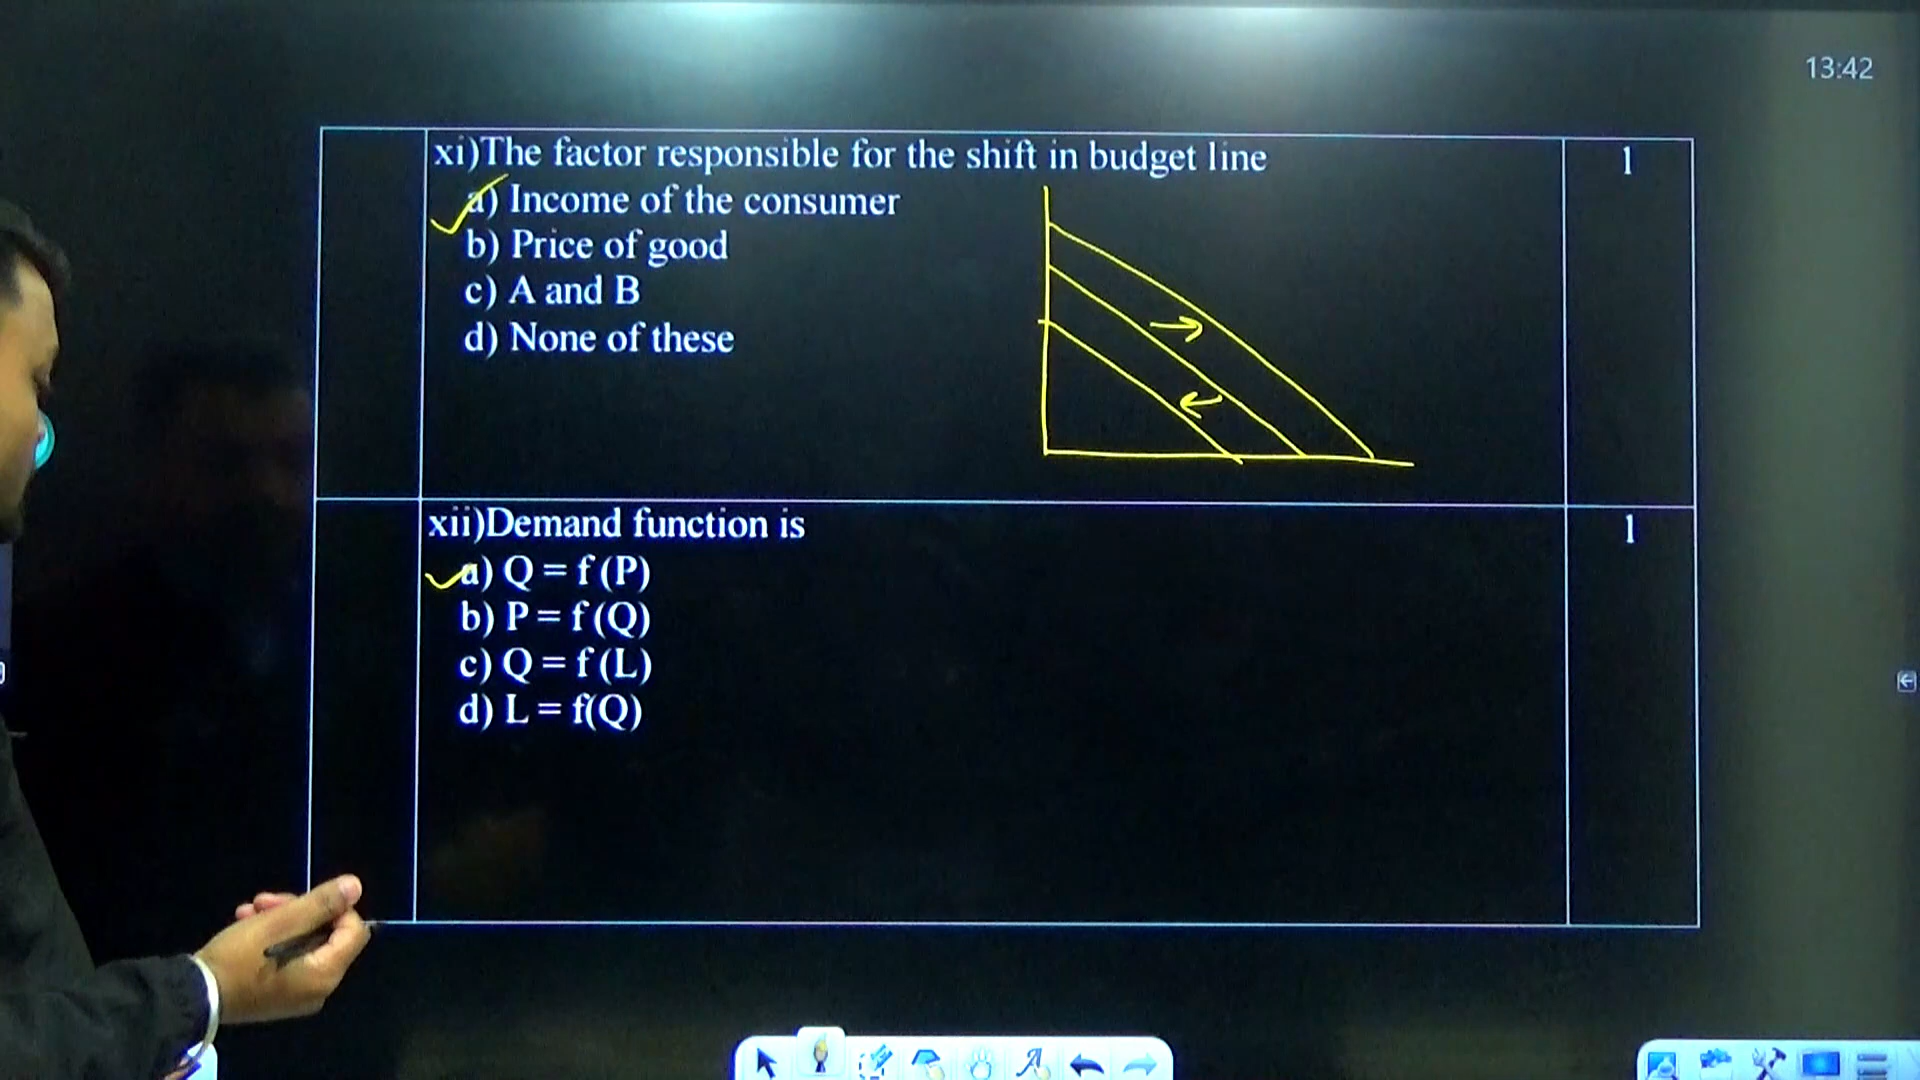 13:42
xi)The factor responsible for the shift in budget line
1
a) Income of the consumer
b) Price of good
c) A and B
d) None of these
xii)Demand function is
1
a) Q = f (P)
b) P = f (Q)
c) Q = f (L)
d) L = f(Q)